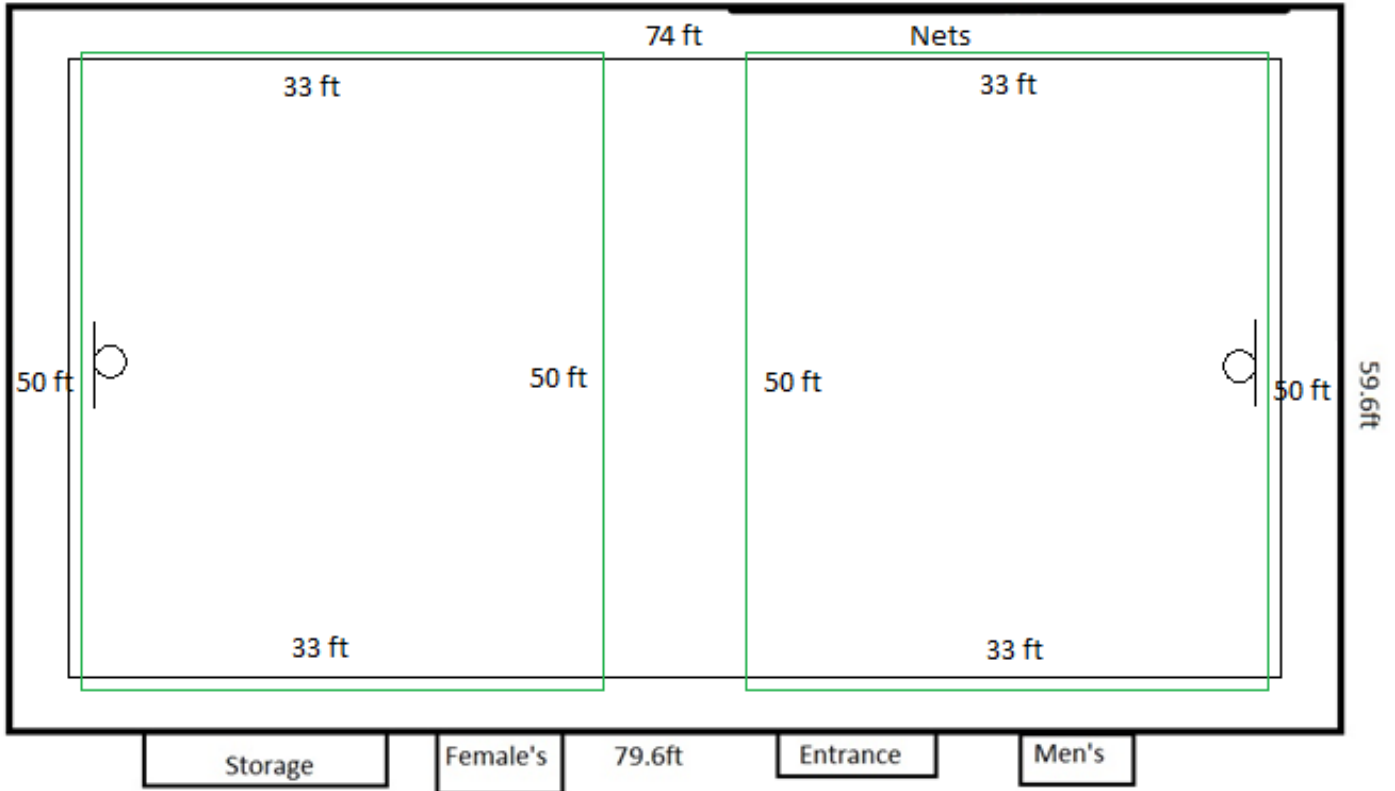 74 ft
Nets
33 ft
33 ft
50 ft
50 ft
50 ft
50 ft
59.6ft
33 ft
33 ft
Storage
Female's
79.6ft
Entrance
Men's